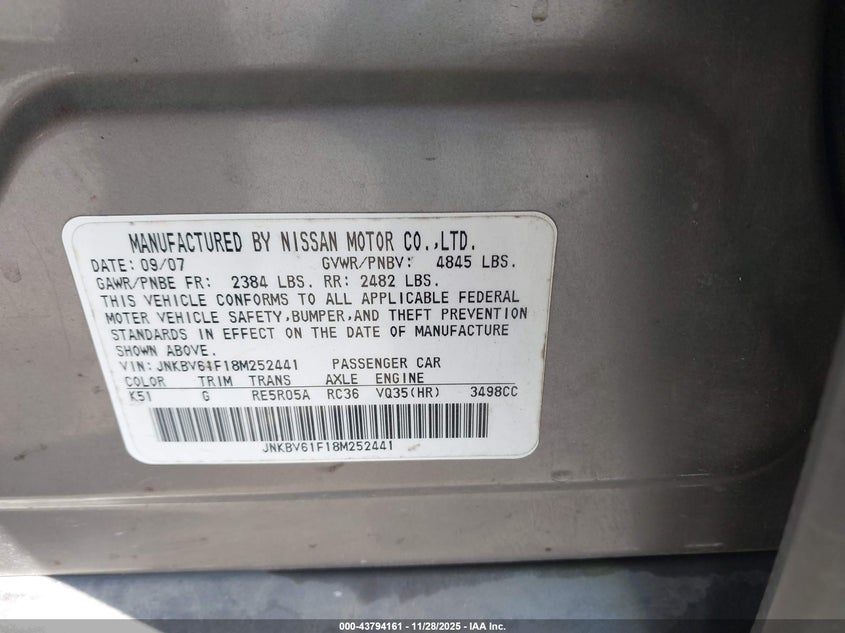 MANUFACTURED BY NISSAN MOTOR CO.,LTD.
DATE: 09/07 GVWR/PNBV: 4845 LBS.
GAWR/PNBE FR: 2384 LBS. RR: 2482 LBS.
THIS VEHICLE CONFORMS TO ALL APPLICABLE FEDERAL
MOTER VEHICLE SAFETY,BUMPER,AND THEFT PREVENTION
STANDARDS IN EFFECT ON THE DATE OF MANUFACTURE
SHOWN ABOVE.
VIN: JNKBV61F18M252441 PASSENGER CAR
COLOR TRIM TRANS AXLE ENGINE
K51 G RE5R05A RC36 VQ35(HR) 3498CC
JNKBV61F18M252441
000-43794161 - 11/28/2025 - IAA Inc.